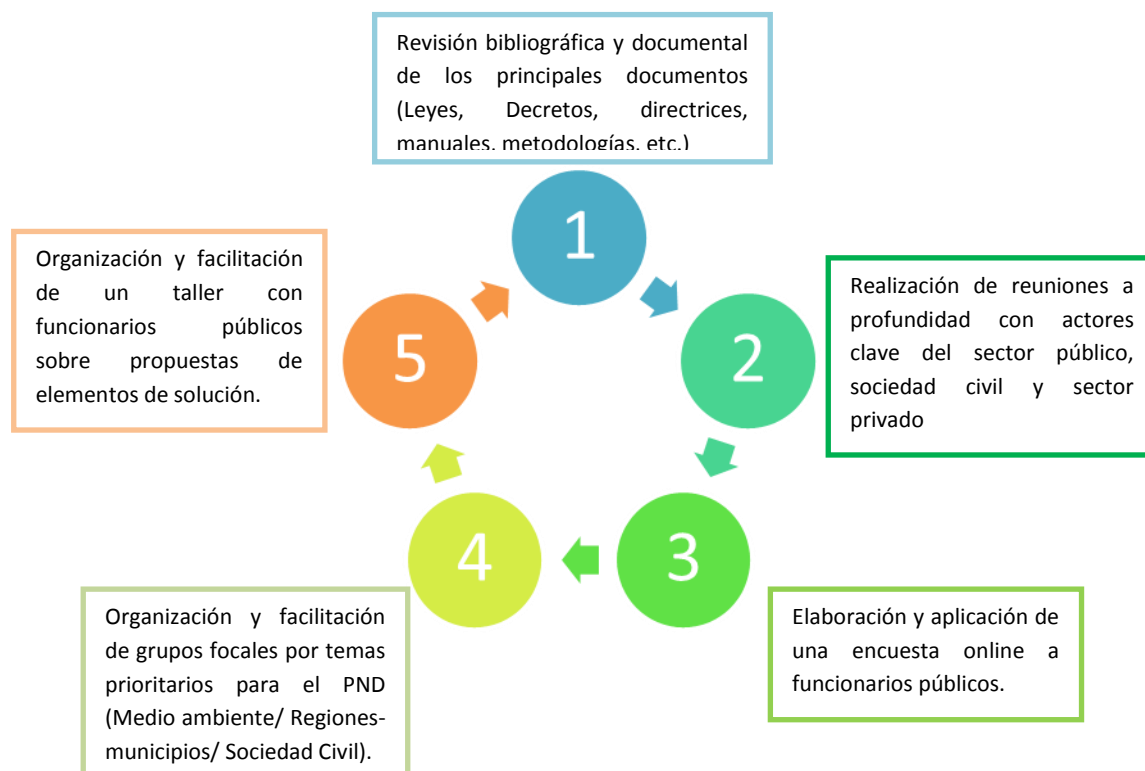 Revisión bibliográfica y documental
de los principales documentos
(Leyes, Decretos, directrices,
manuales, metodologías, etc.)
1
Realización de reuniones a
profundidad con actores
clave del sector público,
sociedad civil y sector
privado
2
Elaboración y aplicación de
una encuesta online a
funcionarios públicos.
3
Organización y facilitación
de grupos focales por temas
prioritarios para el PND
(Medio ambiente/ Regiones-
municipios/ Sociedad Civil).
4
Organización y facilitación
de un taller con
funcionarios públicos
sobre propuestas de
elementos de solución.
5